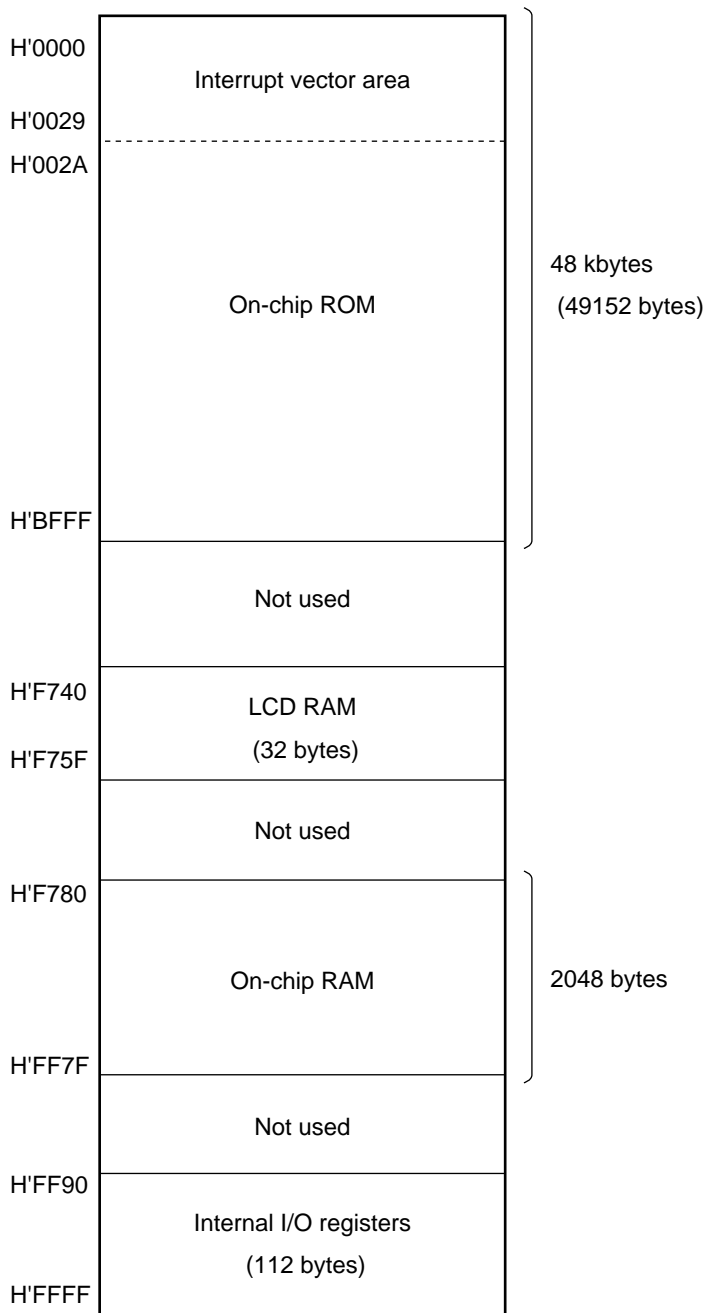 H'0000
Interrupt vector area
H'0029
H'002A
48 kbytes
(49152 bytes)
On-chip ROM
H'BFFF
Not used
H'F740
LCD RAM
(32 bytes)
H'F75F
Not used
H'F780
On-chip RAM
2048 bytes
H'FF7F
Not used
H'FF90
Internal I/O registers
(112 bytes)
H'FFFF